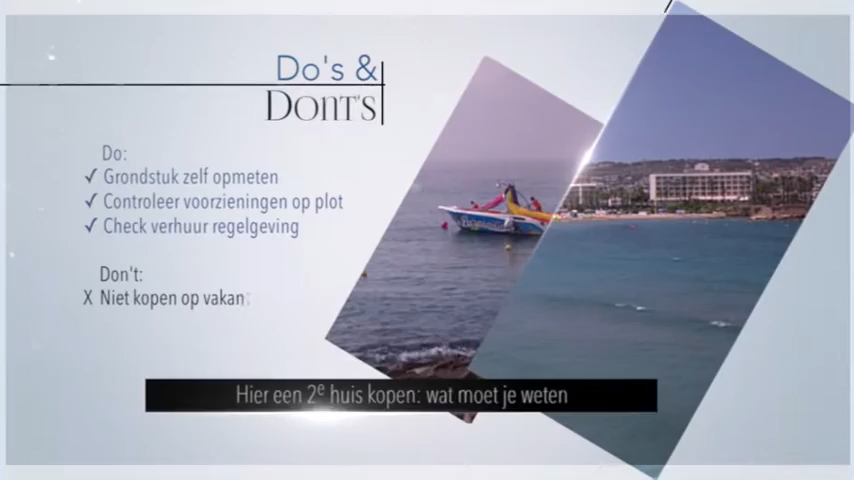 Do's &
Dont's
Do:
✓ Grondstuk zelf opmeten
✓ Controleer voorzieningen op plot
✓ Check verhuur regelgeving
Don't:
X Niet kopen op vakan
Hier een 2e huis kopen: wat moet je weten